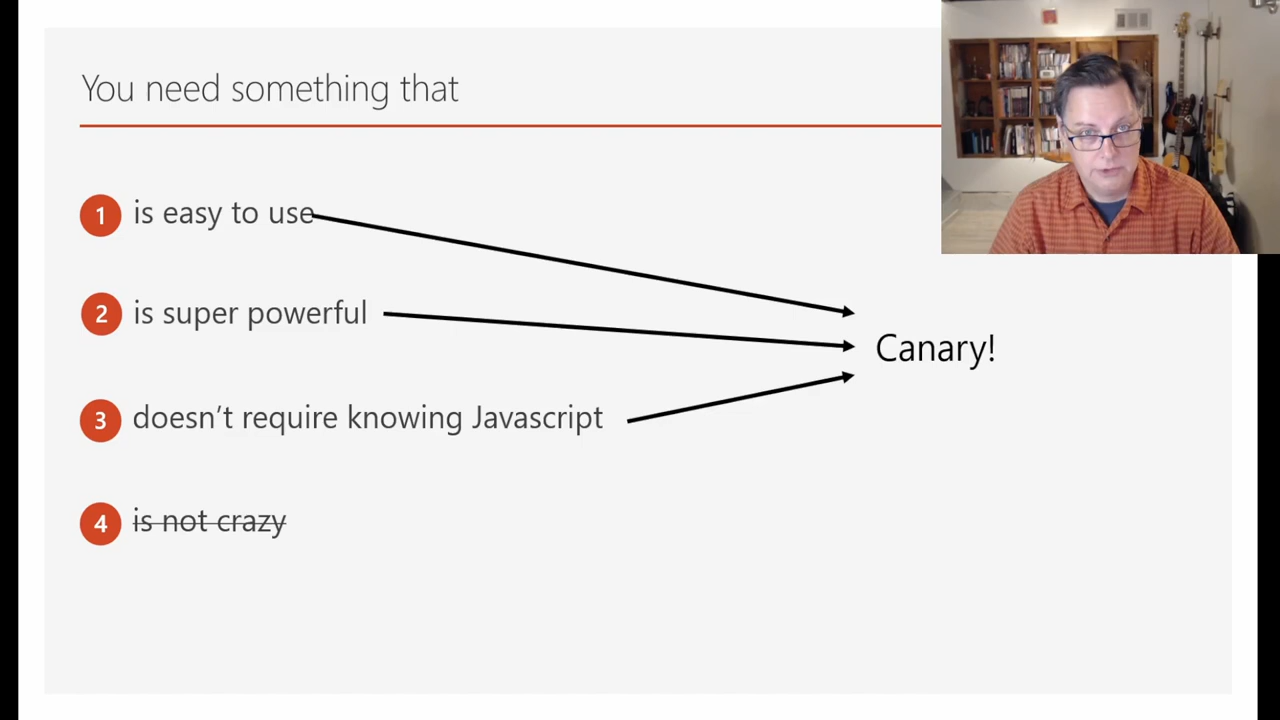 You need something that
1 is easy to use
2 is super powerful
Canary!
3 doesn't require knowing Javascript
4 is not crazy